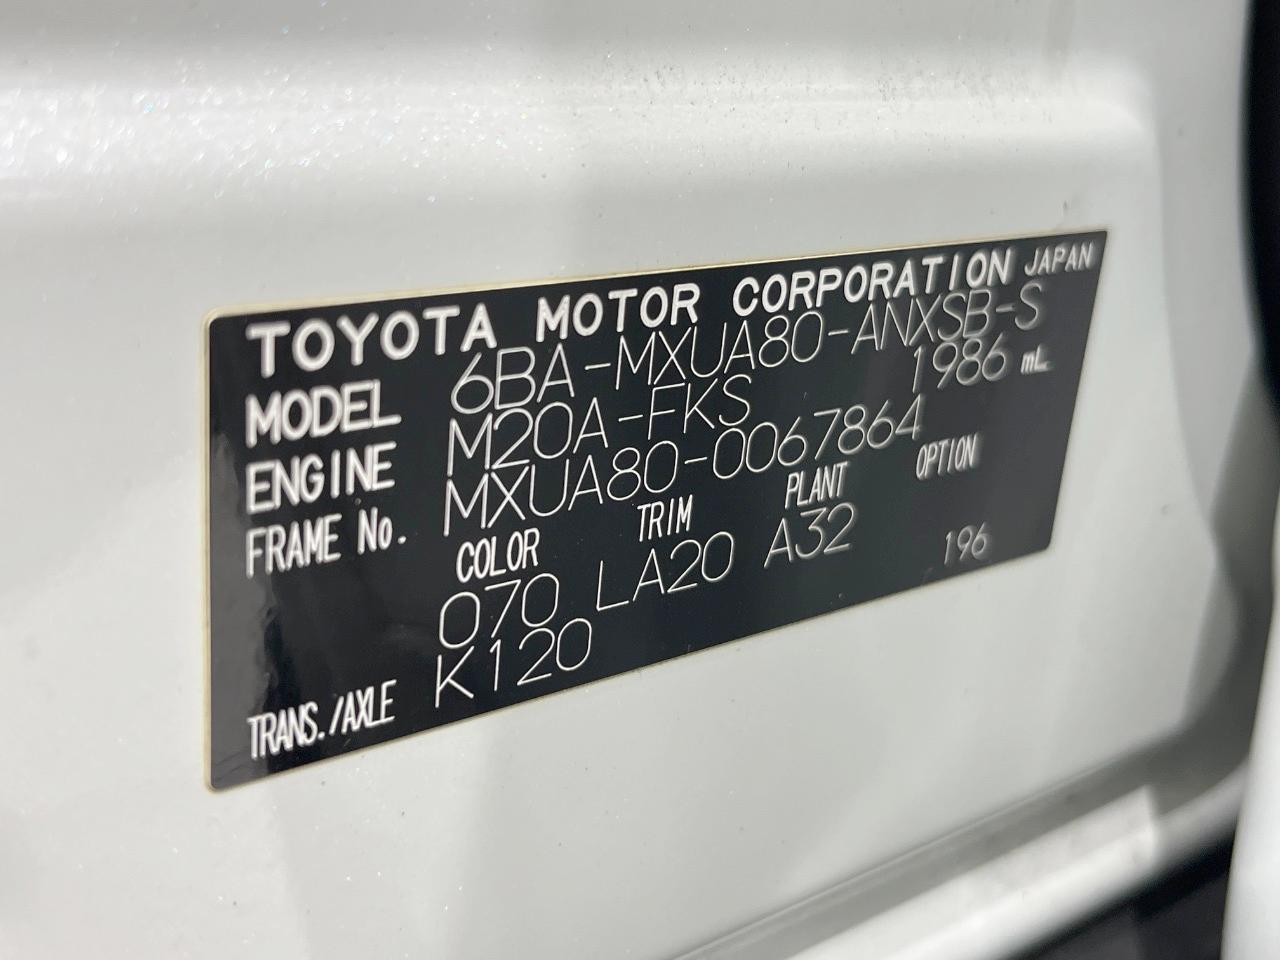 TOYOTA MOTOR CORPORATION JAPAN
MODEL 6BA-MXUA80-ANXSB-S
ENGINE M20A-FKS 1986 mL
FRAME No. MXUA80-0067864
COLOR TRIM PLANT OPTION
070 LA20 A32 196
TRANS./AXLE K120